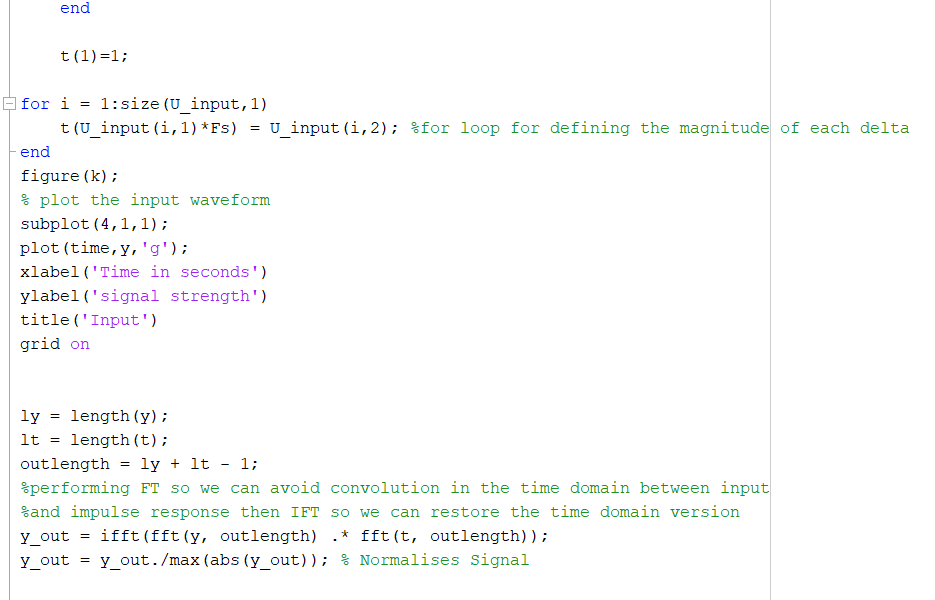 end
t(1)=1;
for i = 1:size(U_input,1)
t(U_input(i,1)*Fs) = U_input(i,2); %for loop for defining the magnitude of each delta
end
figure(k);
% plot the input waveform
subplot(4,1,1);
plot(time,y,'g');
xlabel('Time in seconds')
ylabel('signal strength')
title('Input')
grid on
ly = length(y);
lt = length(t);
outlength = ly + lt - 1;
%performing FT so we can avoid convolution in the time domain between input
%and impulse response then IFT so we can restore the time domain version
y_out = ifft(fft(y, outlength) .* fft(t, outlength));
y_out = y_out./max(abs(y_out)); % Normalises Signal